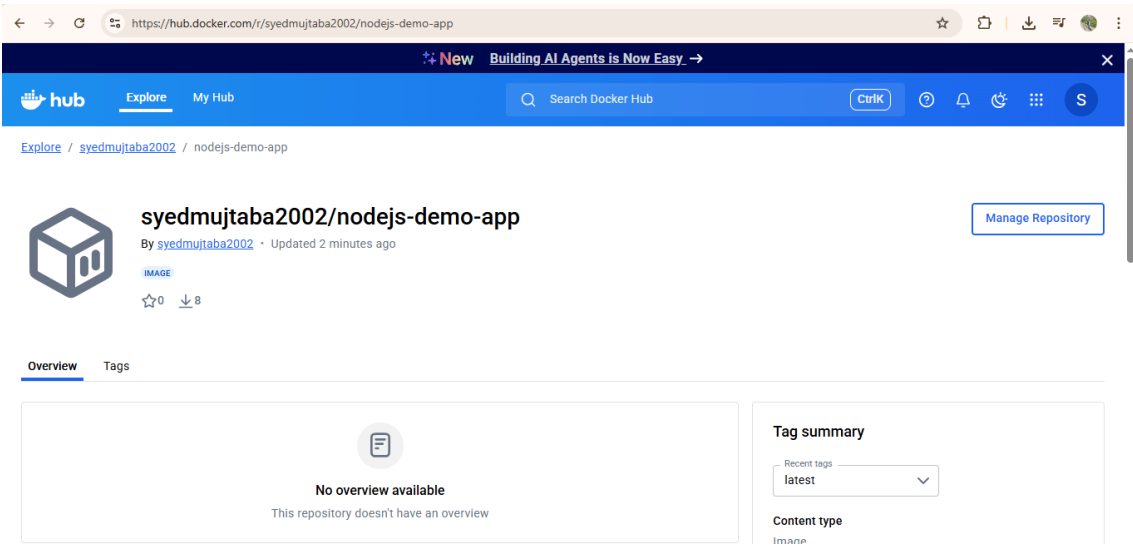 https://hub.docker.com/r/syedmujtaba2002/nodejs-demo-app
New Building AI Agents is Now Easy →
hub Explore My Hub Search Docker Hub CtrlK S
Explore / syedmujtaba2002 / nodejs-demo-app
syedmujtaba2002/nodejs-demo-app
Manage Repository
By syedmujtaba2002 • Updated 2 minutes ago
IMAGE
0 8
Overview Tags
Tag summary
Recent tags
latest
No overview available
This repository doesn't have an overview
Content type
Image